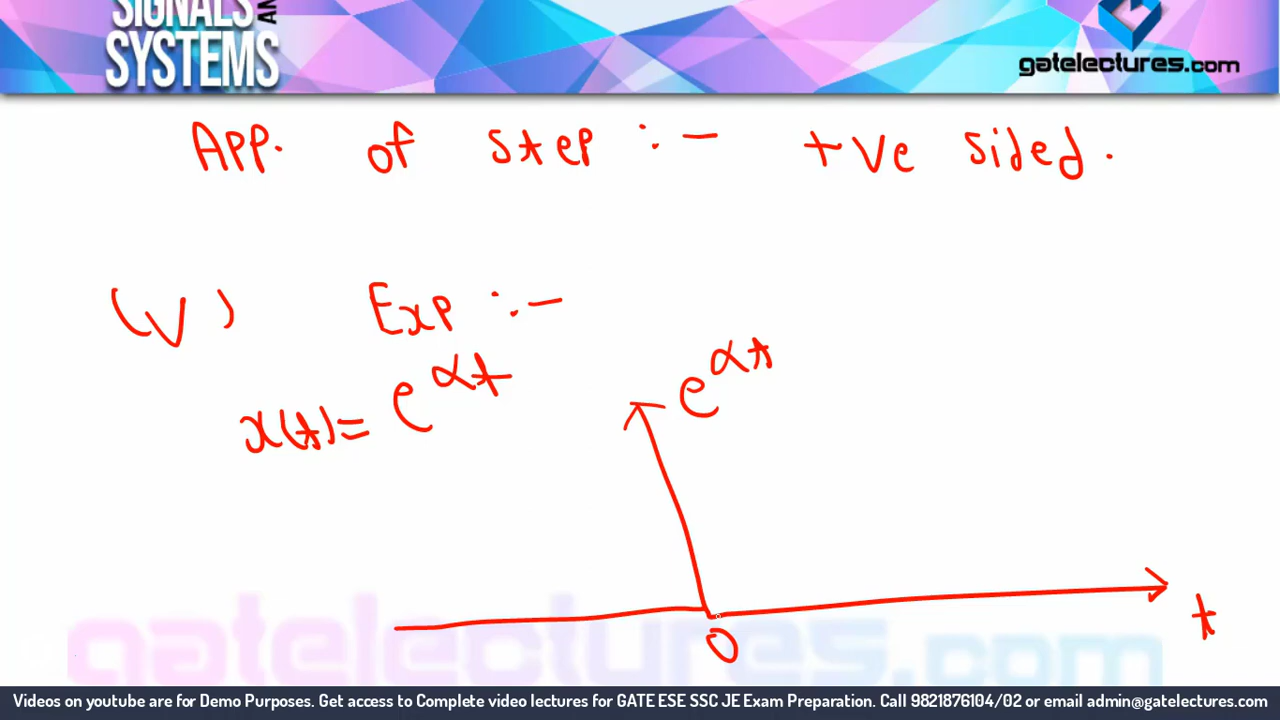 SIGNALS AND
SYSTEMS
gatelectures.com
App. of step :- +ve sided.
(V) Exp :-
x(t)= e^αt
e^αt
0
t
gatelectures.com
Videos on youtube are for Demo Purposes. Get access to Complete video lectures for GATE ESE SSC JE Exam Preparation. Call 9821876104/02 or email admin@gatelectures.com